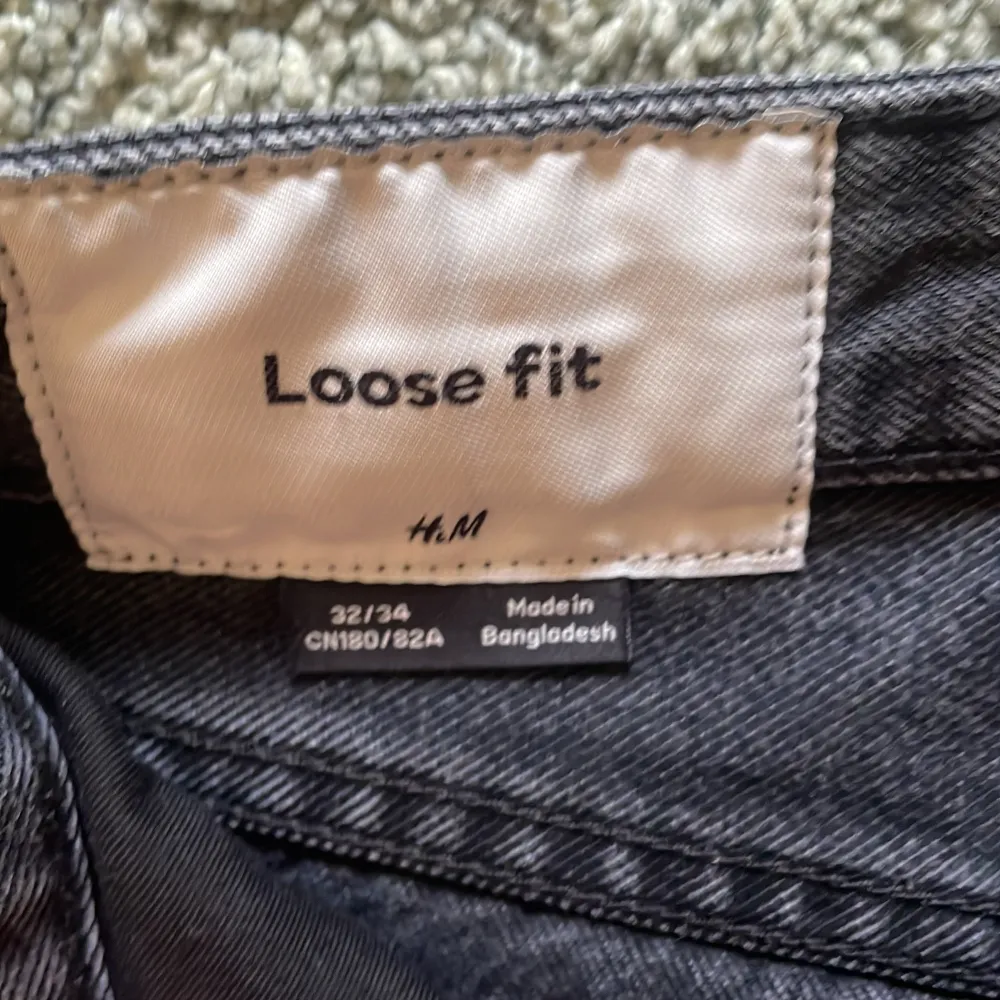 Loose fit
H&M
32/34
CN180/82A
Made in
Bangladesh